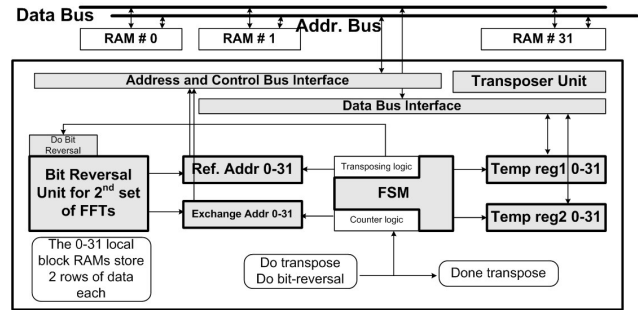 Data Bus
Addr. Bus
RAM # 0
RAM # 1
RAM # 31
Address and Control Bus Interface
Transposer Unit
Data Bus Interface
Do Bit
Reversal
Bit Reversal
Unit for 2nd set
of FFTs
Ref. Addr 0-31
Exchange Addr 0-31
Transposing logic
FSM
Counter logic
Temp reg1 0-31
Temp reg2 0-31
The 0-31 local
block RAMs store
2 rows of data
each
Do transpose
Do bit-reversal
Done transpose